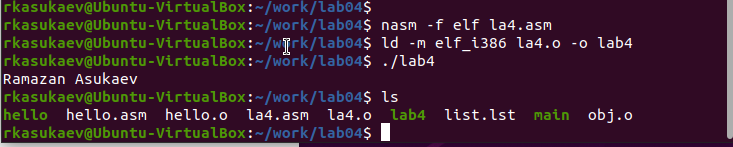 rkasukaev@Ubuntu-VirtualBox:~/work/lab04$
rkasukaev@Ubuntu-VirtualBox:~/work/lab04$ nasm -f elf la4.asm
rkasukaev@Ubuntu-VirtualBox:~/work/lab04$ ld -m elf_i386 la4.o -o lab4
rkasukaev@Ubuntu-VirtualBox:~/work/lab04$ ./lab4
Ramazan Asukaev
rkasukaev@Ubuntu-VirtualBox:~/work/lab04$ ls
hello hello.asm hello.o la4.asm la4.o lab4 list.lst main obj.o
rkasukaev@Ubuntu-VirtualBox:~/work/lab04$